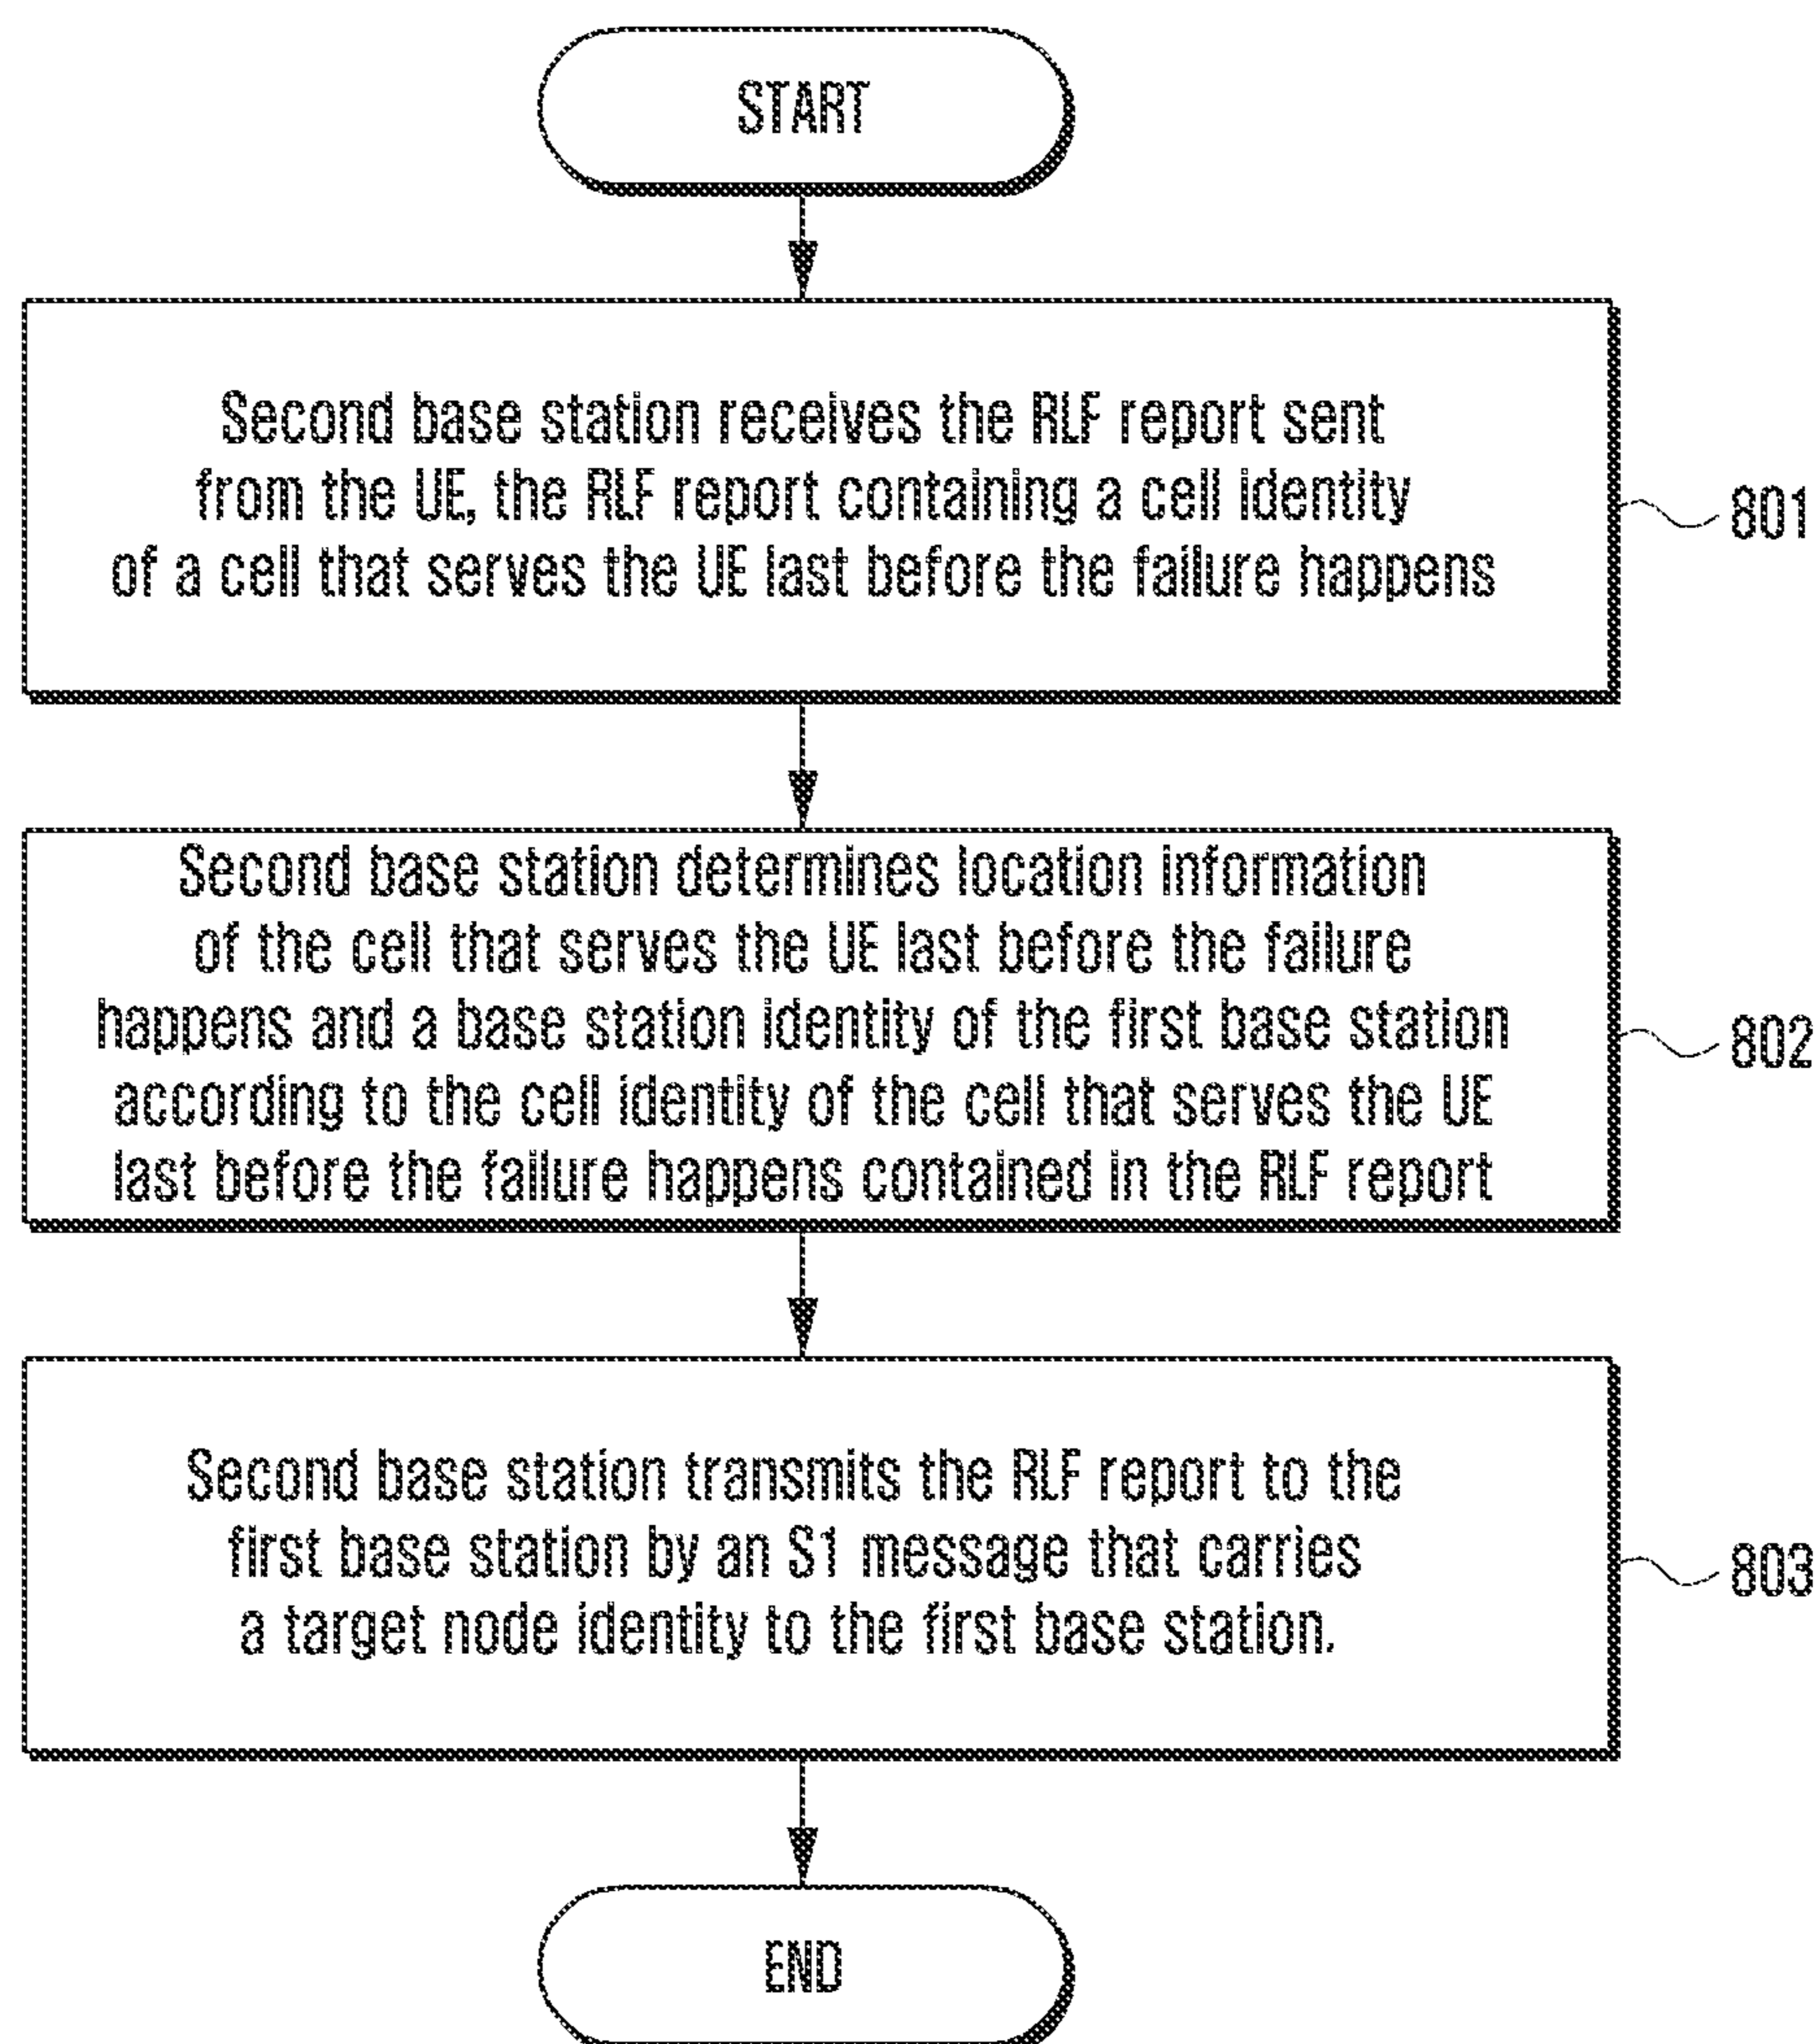 START
Second base station receives the RLF report sent
from the UE, the RLF report containing a cell identity
of a cell that serves the UE last before the failure happens
801
Second base station determines location information
of the cell that serves the UE last before the failure
happens and a base station identity of the first base station
according to the cell identity of the cell that serves the UE
last before the failure happens contained in the RLF report
802
Second base station transmits the RLF report to the
first base station by an S1 message that carries
a target node identity to the first base station.
803
END